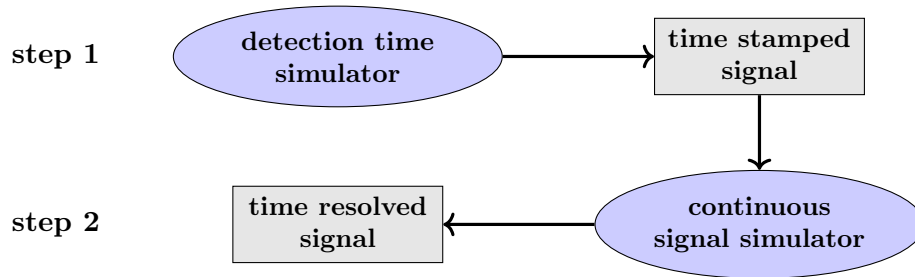 step 1
detection time
simulator
time stamped
signal
step 2
time resolved
signal
continuous
signal simulator